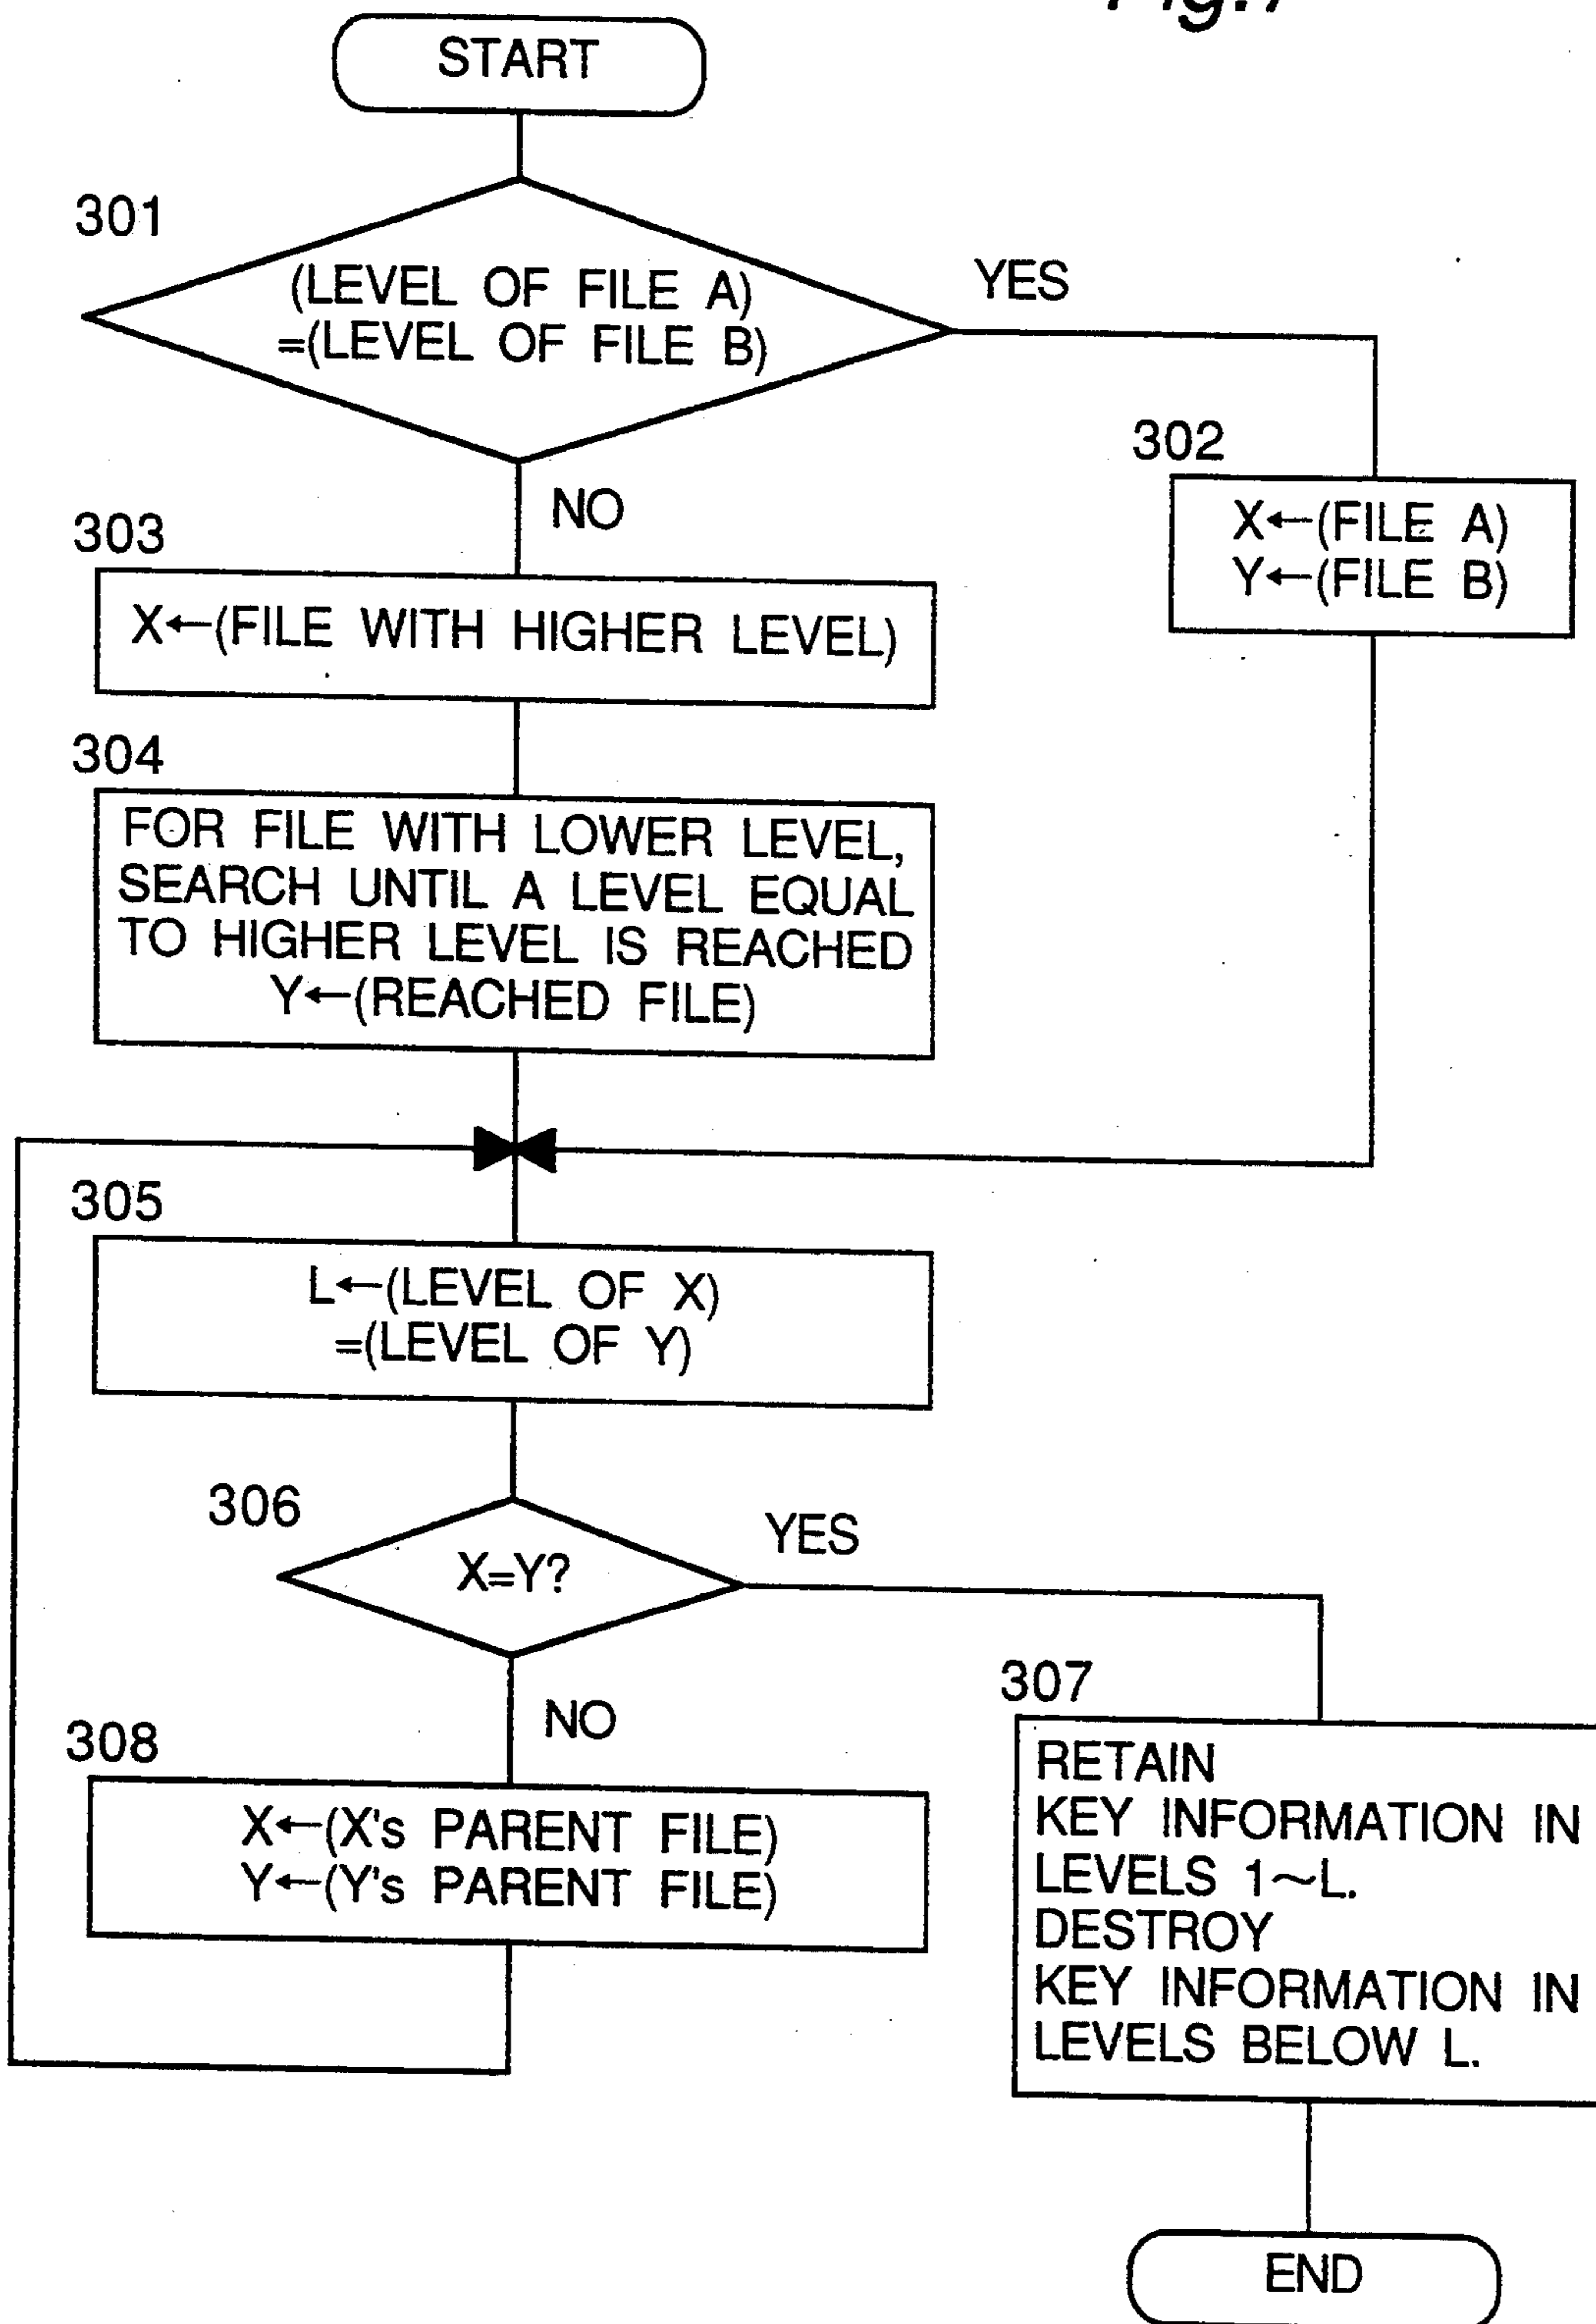 START
301
(LEVEL OF FILE A)
=(LEVEL OF FILE B)
YES
302
X←(FILE A)
Y←(FILE B)
NO
303
X←(FILE WITH HIGHER LEVEL)
304
FOR FILE WITH LOWER LEVEL,
SEARCH UNTIL A LEVEL EQUAL
TO HIGHER LEVEL IS REACHED
Y←(REACHED FILE)
305
L←(LEVEL OF X)
=(LEVEL OF Y)
306
X=Y?
YES
NO
307
RETAIN
KEY INFORMATION IN
LEVELS 1~L.
DESTROY
KEY INFORMATION IN
LEVELS BELOW L.
308
X←(X's PARENT FILE)
Y←(Y's PARENT FILE)
END